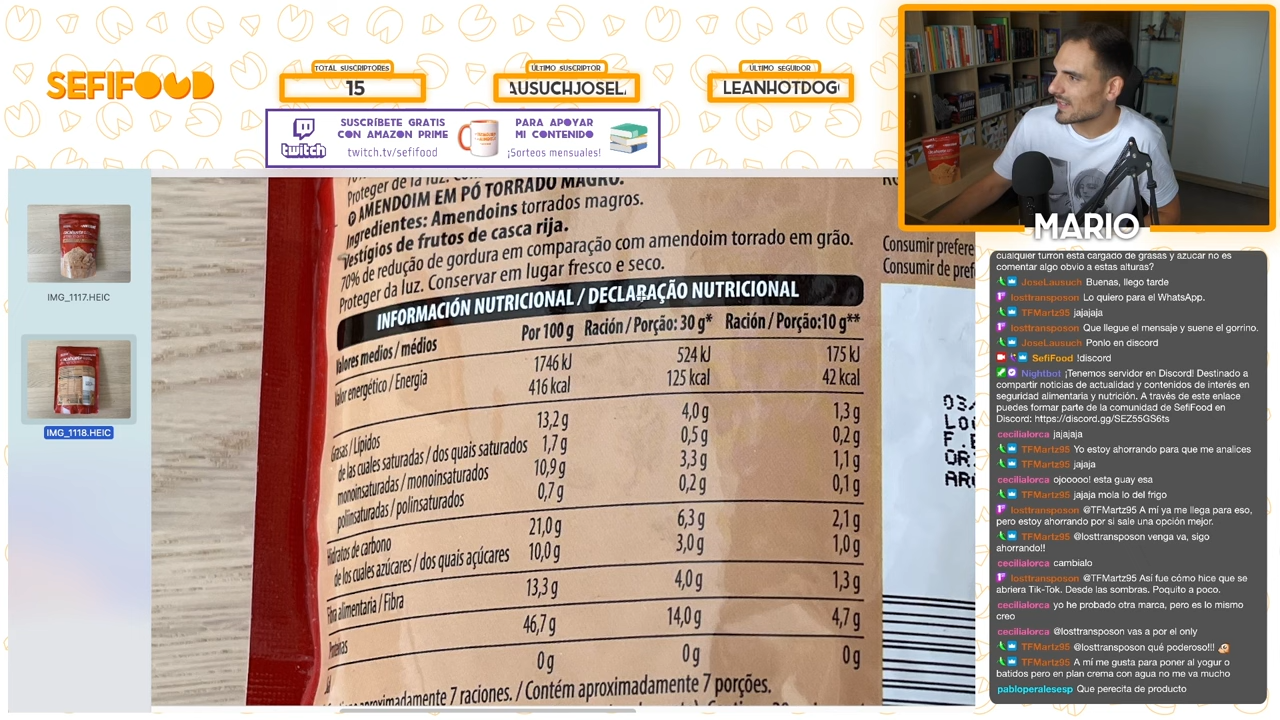 SEFIFOOD
TOTAL SUSCRIPTORES
15
ÚLTIMO SUSCRIPTOR
AUSUCHJOSEL
ÚLTIMO SEGUIDOR
LEANHOTDOG
twitch
SUSCRÍBETE GRATIS
CON AMAZON PRIME
twitch.tv/sefifood
PARA APOYAR
MI CONTENIDO
¡Sorteos mensuales!
MARIO
IMG_1117.HEIC
IMG_1118.HEIC
Proteger de la luz.
AMENDOIM EM PÓ TORRADO MAGRO.
Ingredientes: Amendoins torrados magros.
Vestígios de frutos de casca rija.
70% de redução de gordura em comparação com amendoim torrado em grão.
Proteger da luz. Conservar em lugar fresco e seco.
Consumir prefere
Consumir de pref
INFORMACIÓN NUTRICIONAL / DECLARAÇÃO NUTRICIONAL
Valores medios / médios Por 100 g Ración / Porção: 30 g* Ración / Porção:10 g**
Valor energético / Energia 1746 kJ 524 kJ 175 kJ
416 kcal 125 kcal 42 kcal
Grasas / Lípidos 13,2 g 4,0 g 1,3 g
de las cuales saturadas / dos quais saturados 1,7 g 0,5 g 0,2 g
monoinsaturadas / monoinsaturados 10,9 g 3,3 g 1,1 g
poliinsaturadas / polinsaturados 0,7 g 0,2 g 0,1 g
Hidratos de carbono 21,0 g 6,3 g 2,1 g
de los cuales azúcares / dos quais açúcares 10,0 g 3,0 g 1,0 g
alimentaria / Fibra 13,3 g 4,0 g 1,3 g
46,7 g 14,0 g 4,7 g
0 g 0 g 0 g
aproximadamente 7 raciones. / Contém aproximadamente 7 porções.
03/
LO
F.
OR
AR
cualquier turron esta cargado de grasas y azucar no es
comentar algo obvio a estas alturas?
JoseLausuch Buenas, llego tarde
losttransposon Lo quiero para el WhatsApp.
TFMartz95 jajajaja
losttransposon Que llegue el mensaje y suene el gorrino.
JoseLausuch Ponlo en discord
SefiFood !discord
Nightbot ¡Tenemos servidor en Discord! Destinado a
compartir noticias de actualidad y contenidos de interés en
seguridad alimentaria y nutrición. A través de este enlace
puedes formar parte de la comunidad de SefiFood en
Discord: https://discord.gg/SEZ55GS6ts
cecilialorca jajajaja
TFMartz95 Yo estoy ahorrando para que me analices
TFMartz95 jajaja
cecilialorca ojooooo! esta guay esa
TFMartz95 jajaja mola lo del frigo
losttransposon @TFMartz95 A mí ya me llega para eso,
pero estoy ahorrando por si sale una opción mejor.
TFMartz95 @losttransposon venga va, sigo
ahorrando!!
cecilialorca cambialo
losttransposon @TFMartz95 Así fue cómo hice que se
abriera Tik-Tok. Desde las sombras. Poquito a poco.
cecilialorca yo he probado otra marca, pero es lo mismo
creo
cecilialorca @losttransposon vas a por el only
TFMartz95 @losttransposon qué poderoso!!!
TFMartz95 A mí me gusta para poner al yogur o
batidos pero en plan crema con agua no me va mucho
pabloperalesesp Que perecita de producto